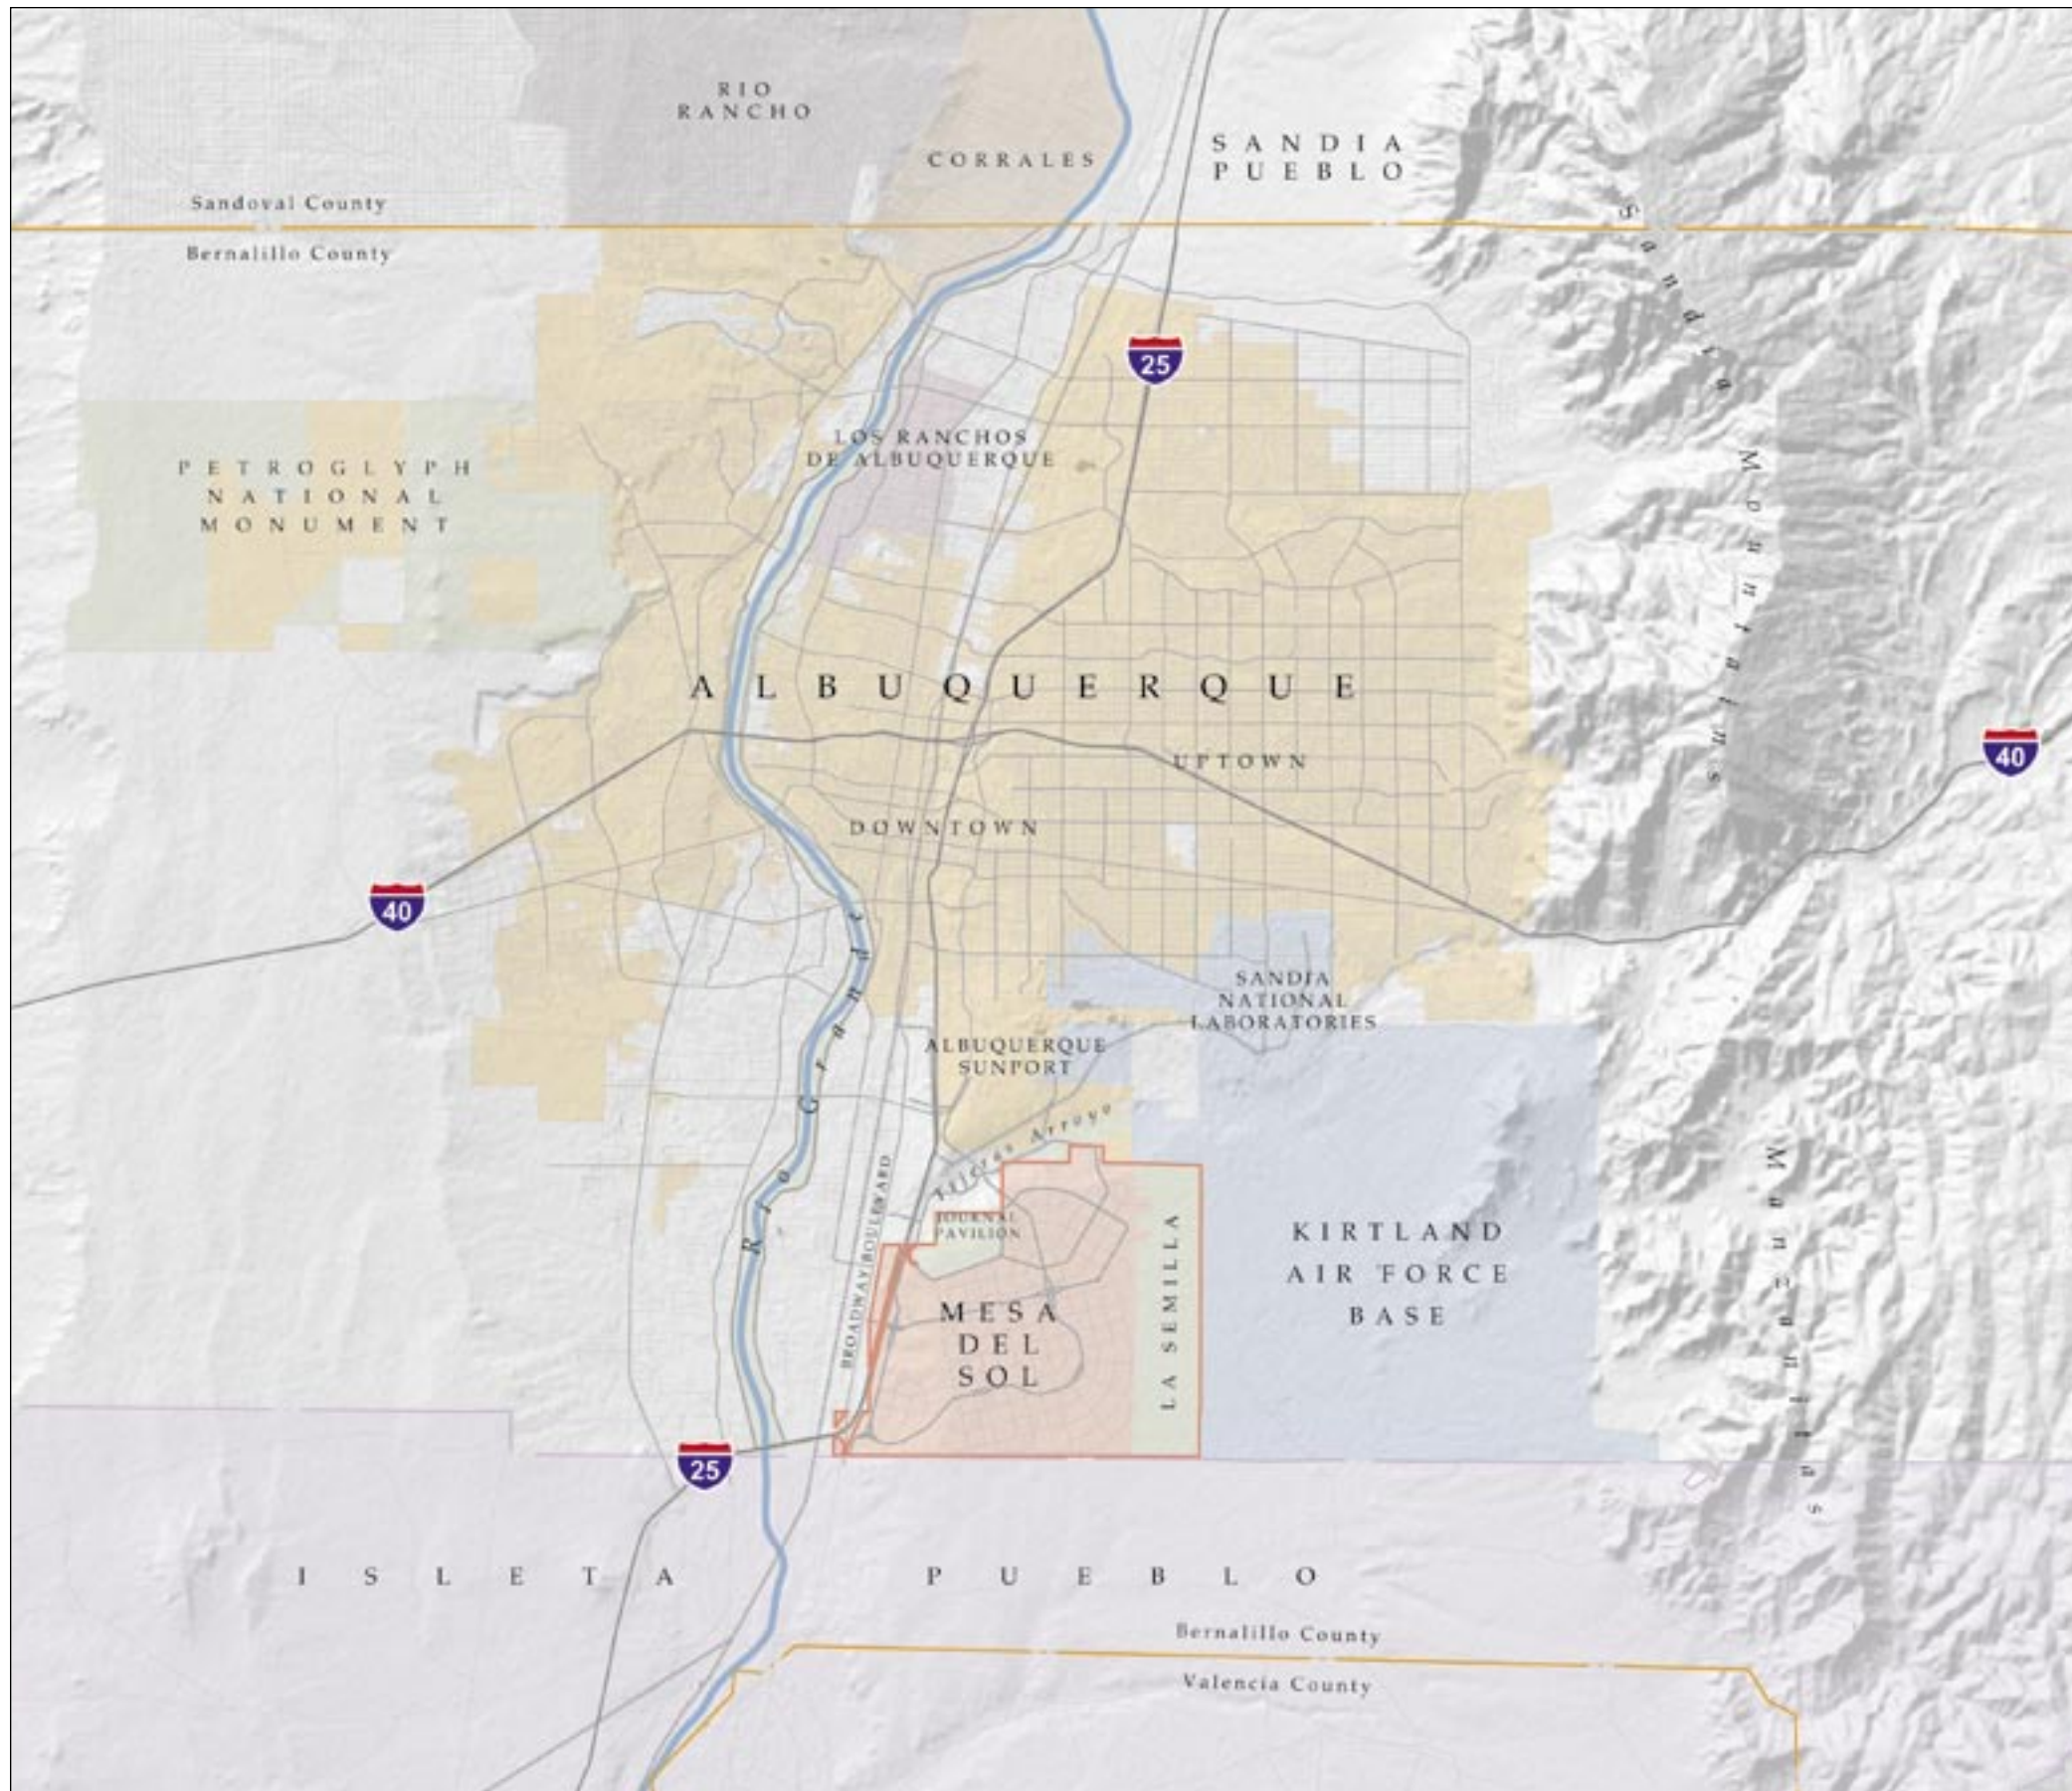 RIO
RANCHO
CORRALES
SANDIA
PUEBLO
Sandoval County
Bernalillo County
Sandia Mountains
25
LOS RANCHOS
DE ALBUQUERQUE
PETROGLYPH
NATIONAL
MONUMENT
ALBUQUERQUE
40
UPTOWN
DOWNTOWN
40
SANDIA
NATIONAL
LABORATORIES
ALBUQUERQUE
SUNPORT
Rio Grande
Tijeras Arroyo
BROADWAY BOULEVARD
JOURNAL
PAVILION
MESA
DEL
SOL
LA SEMILLA
KIRTLAND
AIR FORCE
BASE
Manzanitas
25
ISLETA PUEBLO
Bernalillo County
Valencia County